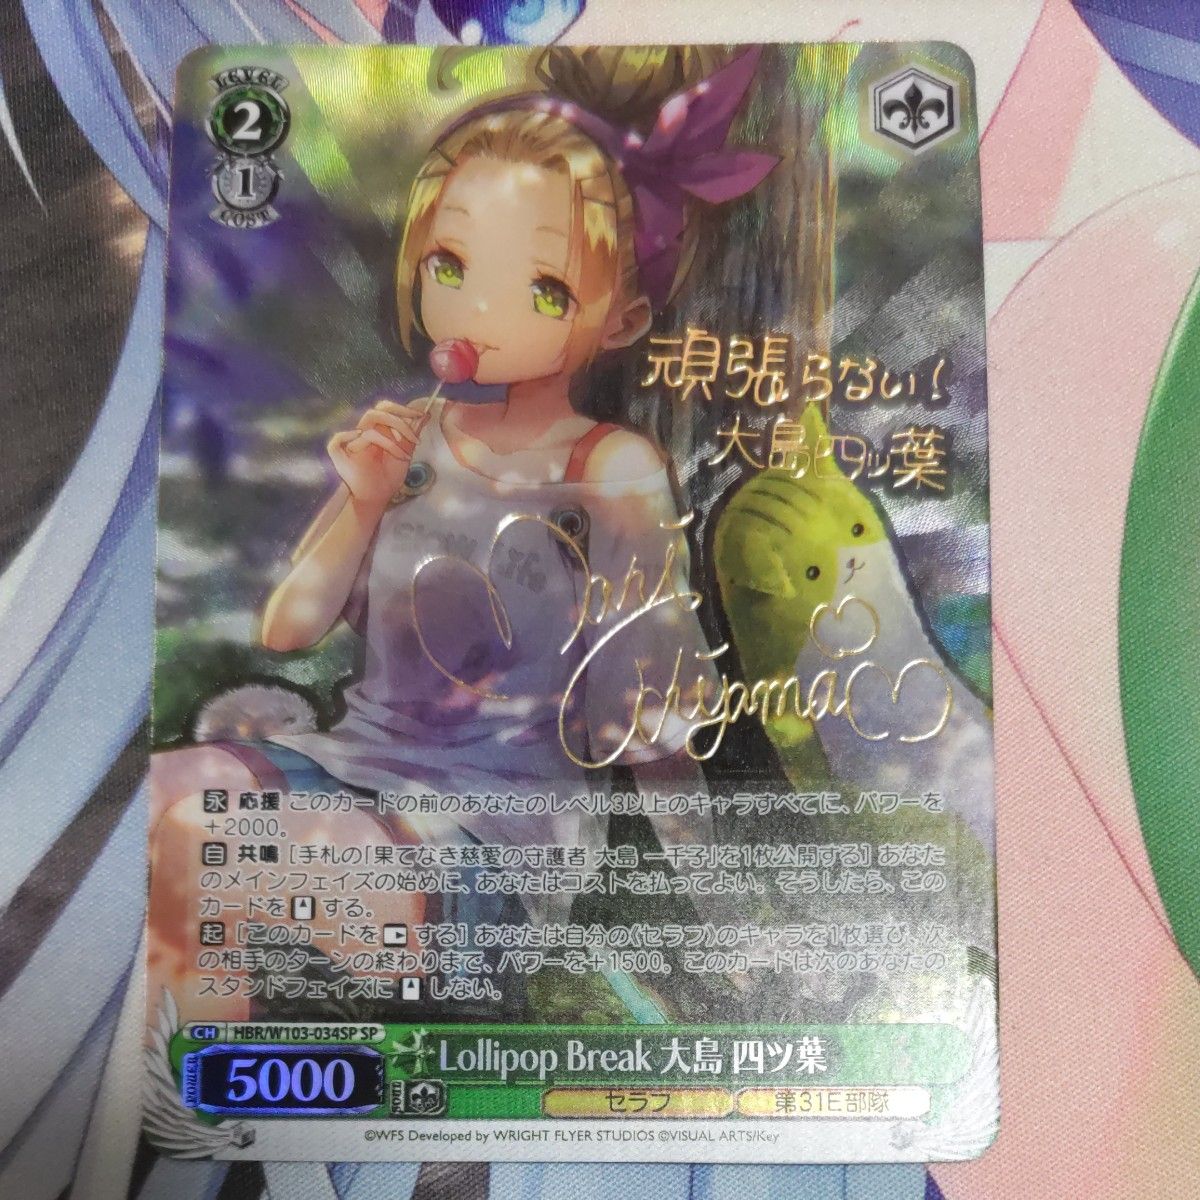 LEVEL
2
1
COST
頑張らない!
大島四ツ葉
Mari
Uchiyama
永 応援 このカードの前のあなたのレベル3以上のキャラすべてに、パワーを
+2000。
自 共鳴 [手札の「果てなき慈愛の守護者 大島 一千子」を1枚公開する] あなた
のメインフェイズの始めに、あなたはコストを払ってよい。そうしたら、この
カードを する。
起 [このカードを する] あなたは自分の《セラフ》のキャラを1枚選び、次
の相手のターンの終わりまで、パワーを+1500。このカードは次のあなたの
スタンドフェイズに しない。
CH HBR/W103-034SP SP
Lollipop Break 大島 四ツ葉
POWER 5000
セラフ 第31E部隊
©WFS Developed by WRIGHT FLYER STUDIOS ©VISUAL ARTS/Key